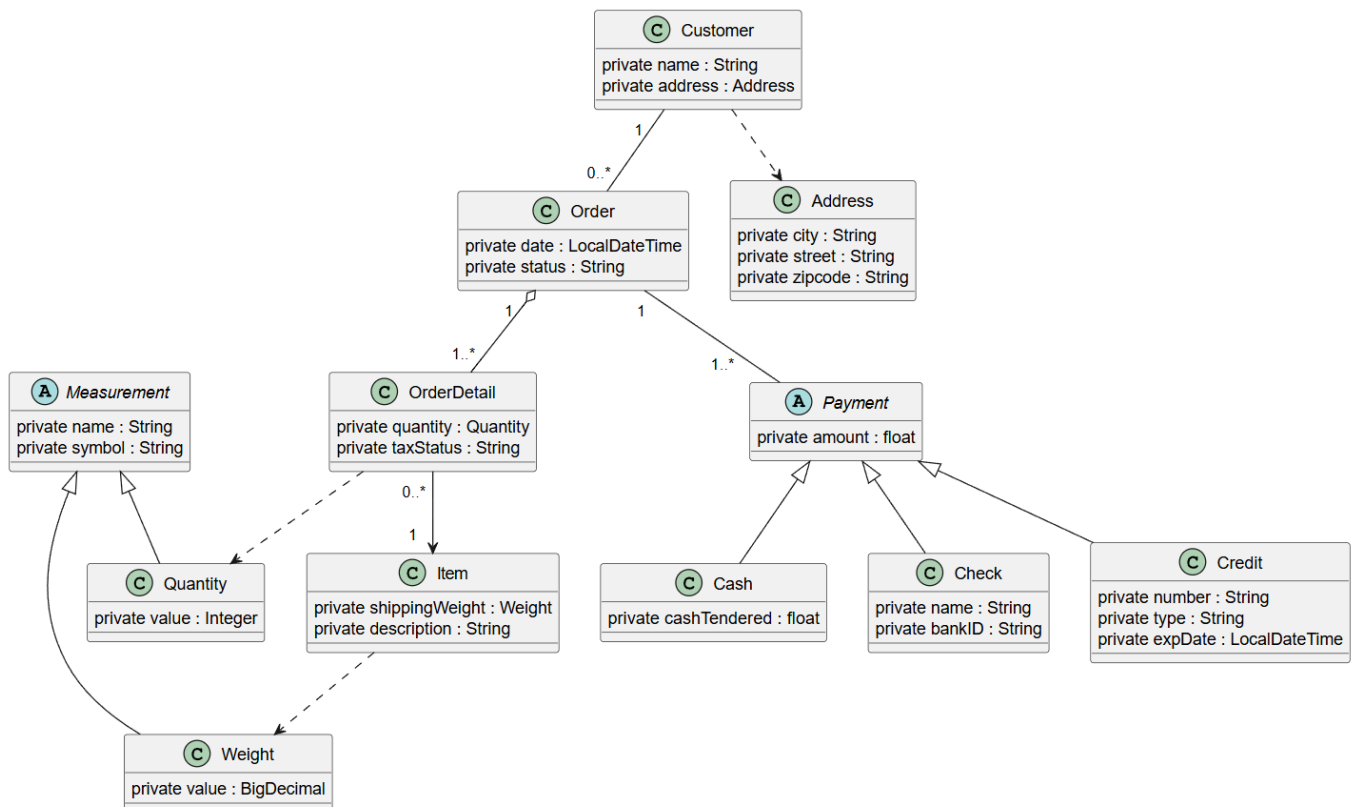 C Customer
private name : String
private address : Address
1
0..*
C Order
private date : LocalDateTime
private status : String
C Address
private city : String
private street : String
private zipcode : String
1
1
1..*
1..*
A Measurement
private name : String
private symbol : String
C OrderDetail
private quantity : Quantity
private taxStatus : String
A Payment
private amount : float
0..*
1
C Quantity
private value : Integer
C Item
private shippingWeight : Weight
private description : String
C Cash
private cashTendered : float
C Check
private name : String
private bankID : String
C Credit
private number : String
private type : String
private expDate : LocalDateTime
C Weight
private value : BigDecimal